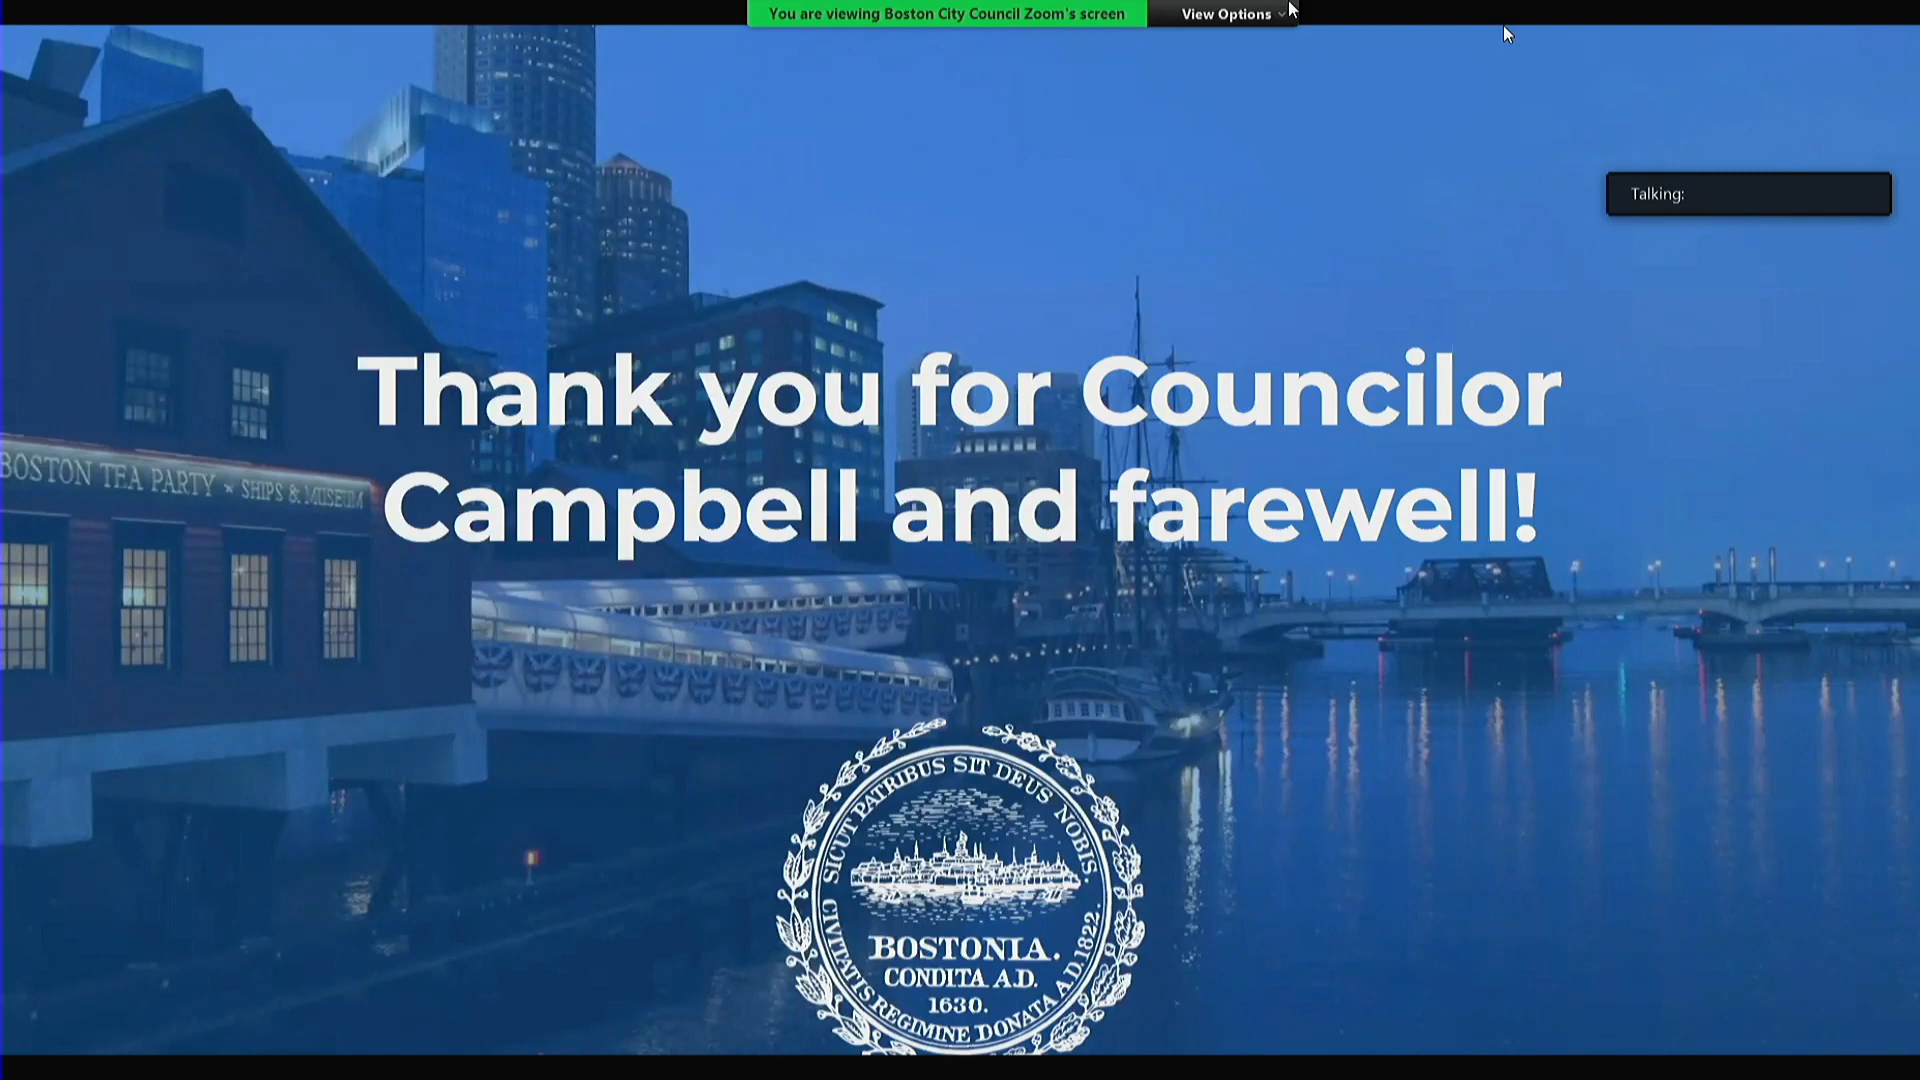 You are viewing Boston City Council Zoom's screen
View Options
Talking:
Thank you for Councilor
Campbell and farewell!
BOSTON TEA PARTY ★ SHIPS & MUSEUM
SICUT PATRIBUS SIT DEUS NOBIS.
BOSTONIA.
CONDITA A.D.
1630.
CIVITATIS REGIMINE DONATA A.D. 1822.